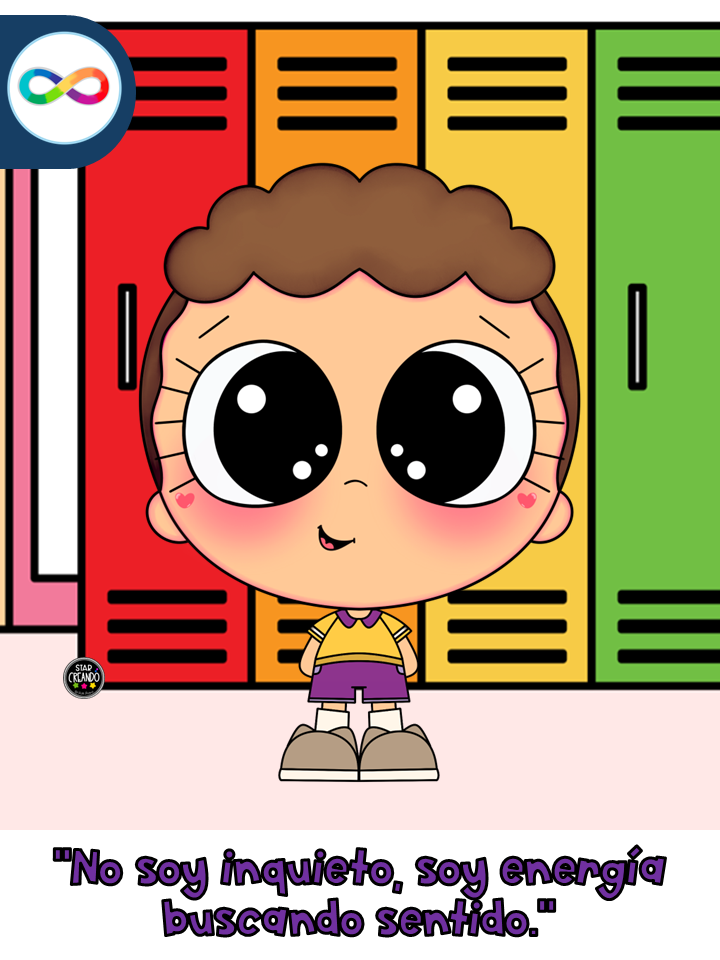 STAR
CREANDO
"No soy inquieto, soy energía
buscando sentido."